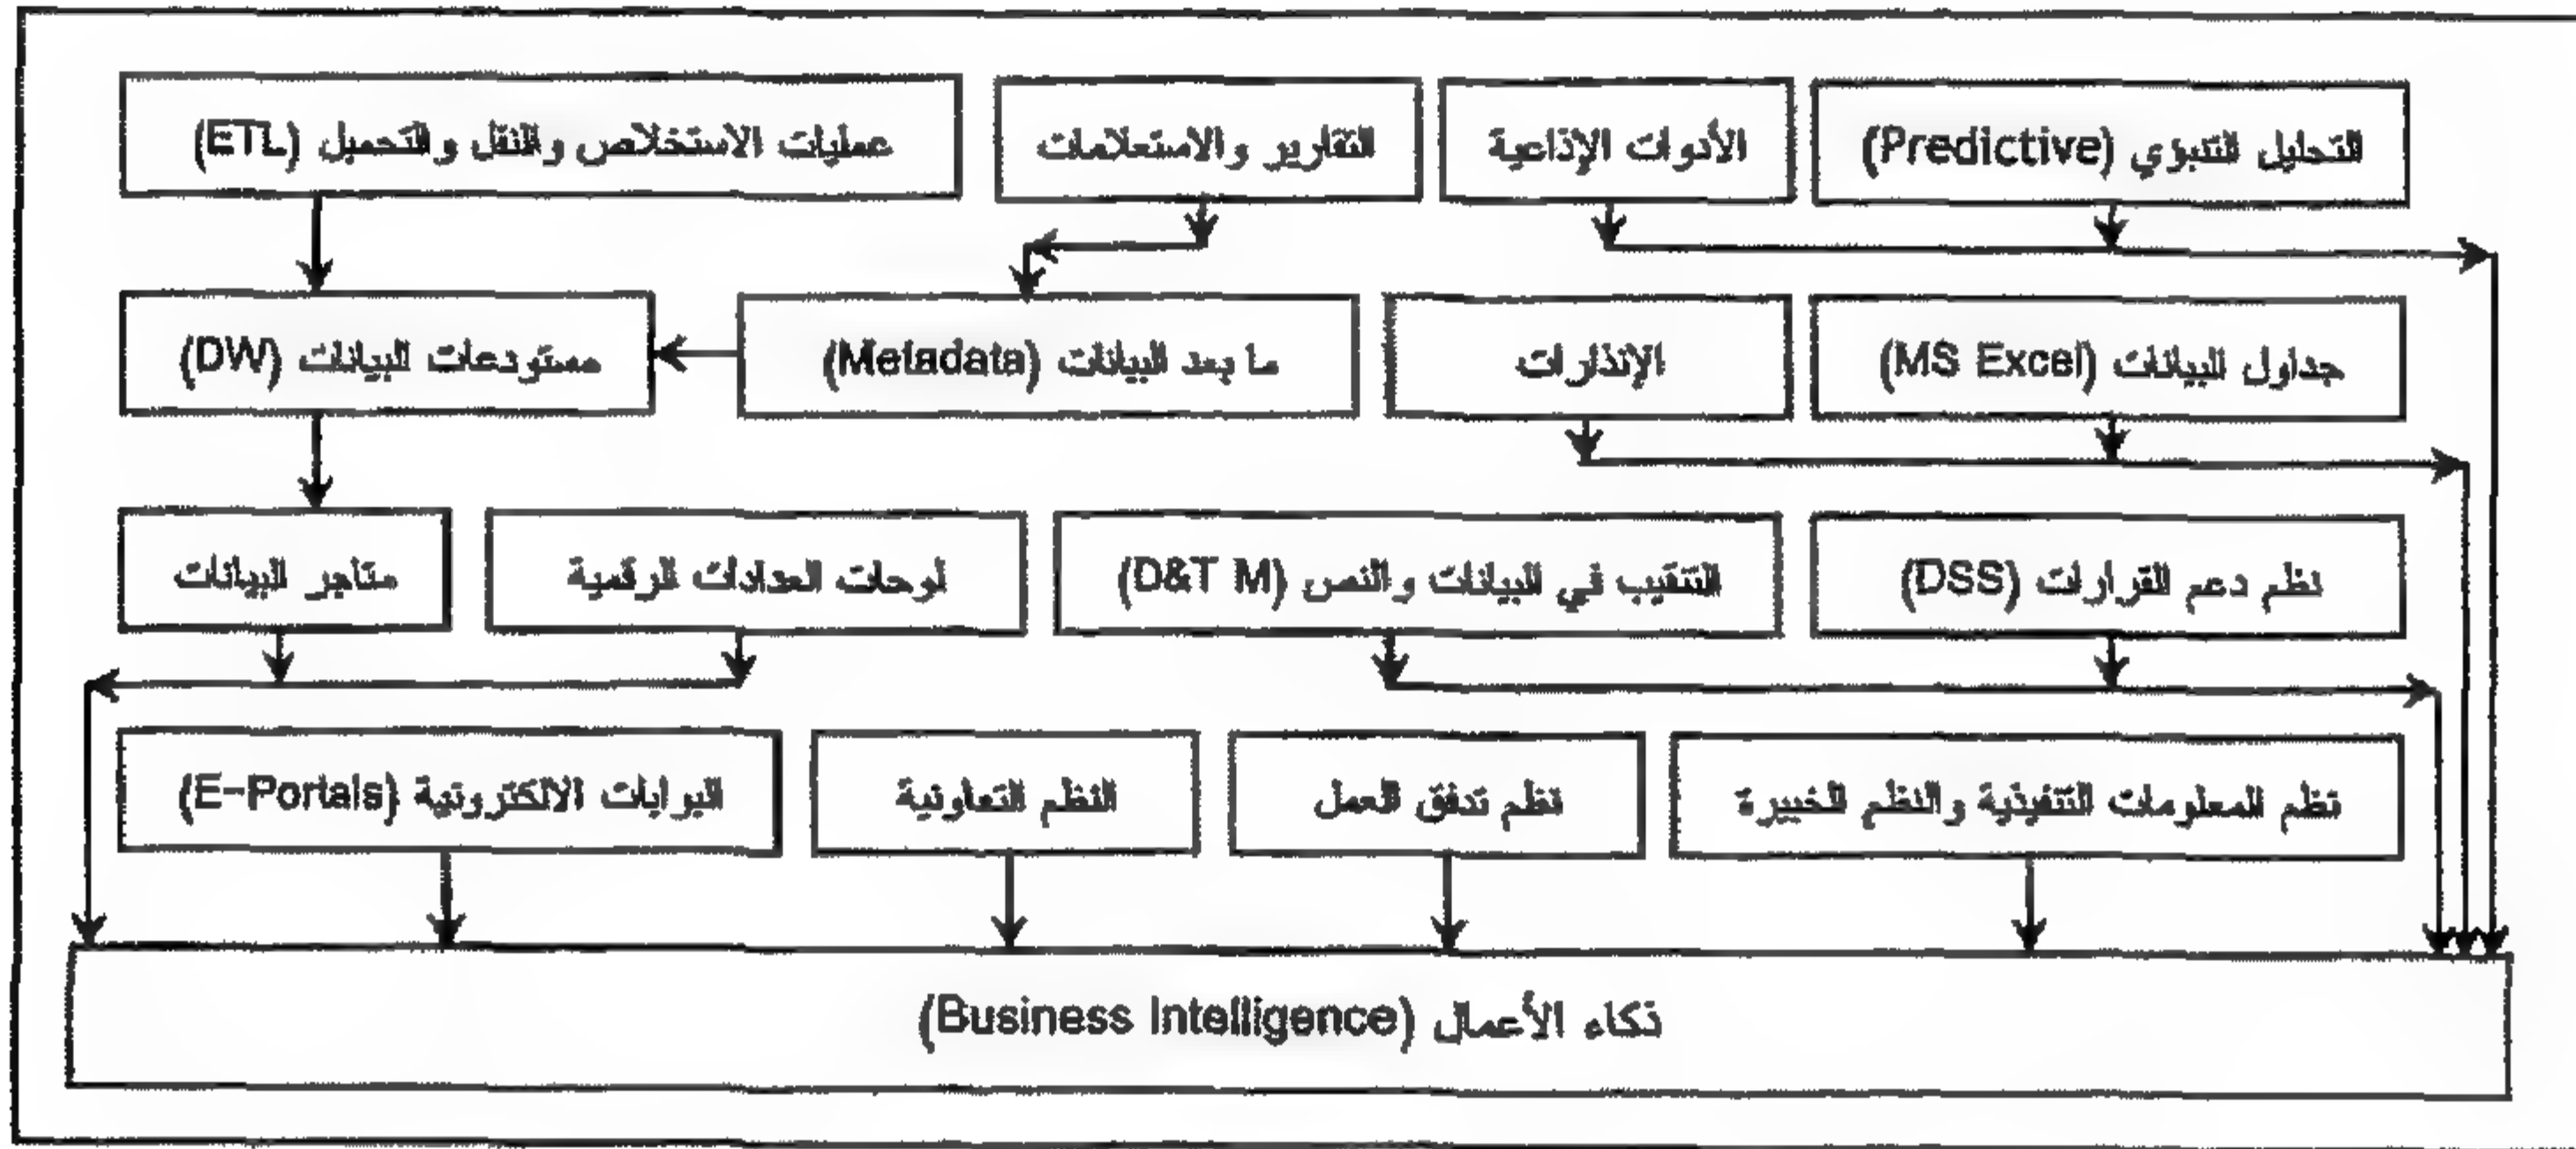 التحليل التنبؤي (Predictive)
الأدوات الإذاعية
التقارير والاستعلامات
عمليات الاستخلاص والنقل والتحميل (ETL)
جداول البيانات (MS Excel)
الإنذارات
ما بعد البيانات (Metadata)
مستودعات البيانات (DW)
نظم دعم القرارات (DSS)
التنقيب في البيانات والنص (D&T M)
لوحات العدادات الرقمية
متاجر البيانات
نظم المعلومات التنفيذية والنظم الخبيرة
نظم تدفق العمل
النظم التعاونية
البوابات الالكترونية (E-Portals)
ذكاء الأعمال (Business Intelligence)